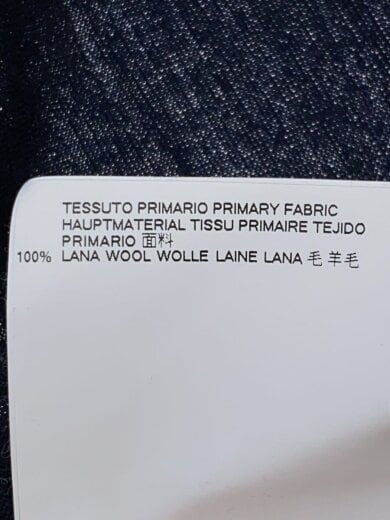 TESSUTO PRIMARIO PRIMARY FABRIC
HAUPTMATERIAL TISSU PRIMAIRE TEJIDO
PRIMARIO 面料
100% LANA WOOL WOLLE LAINE LANA 毛 羊毛